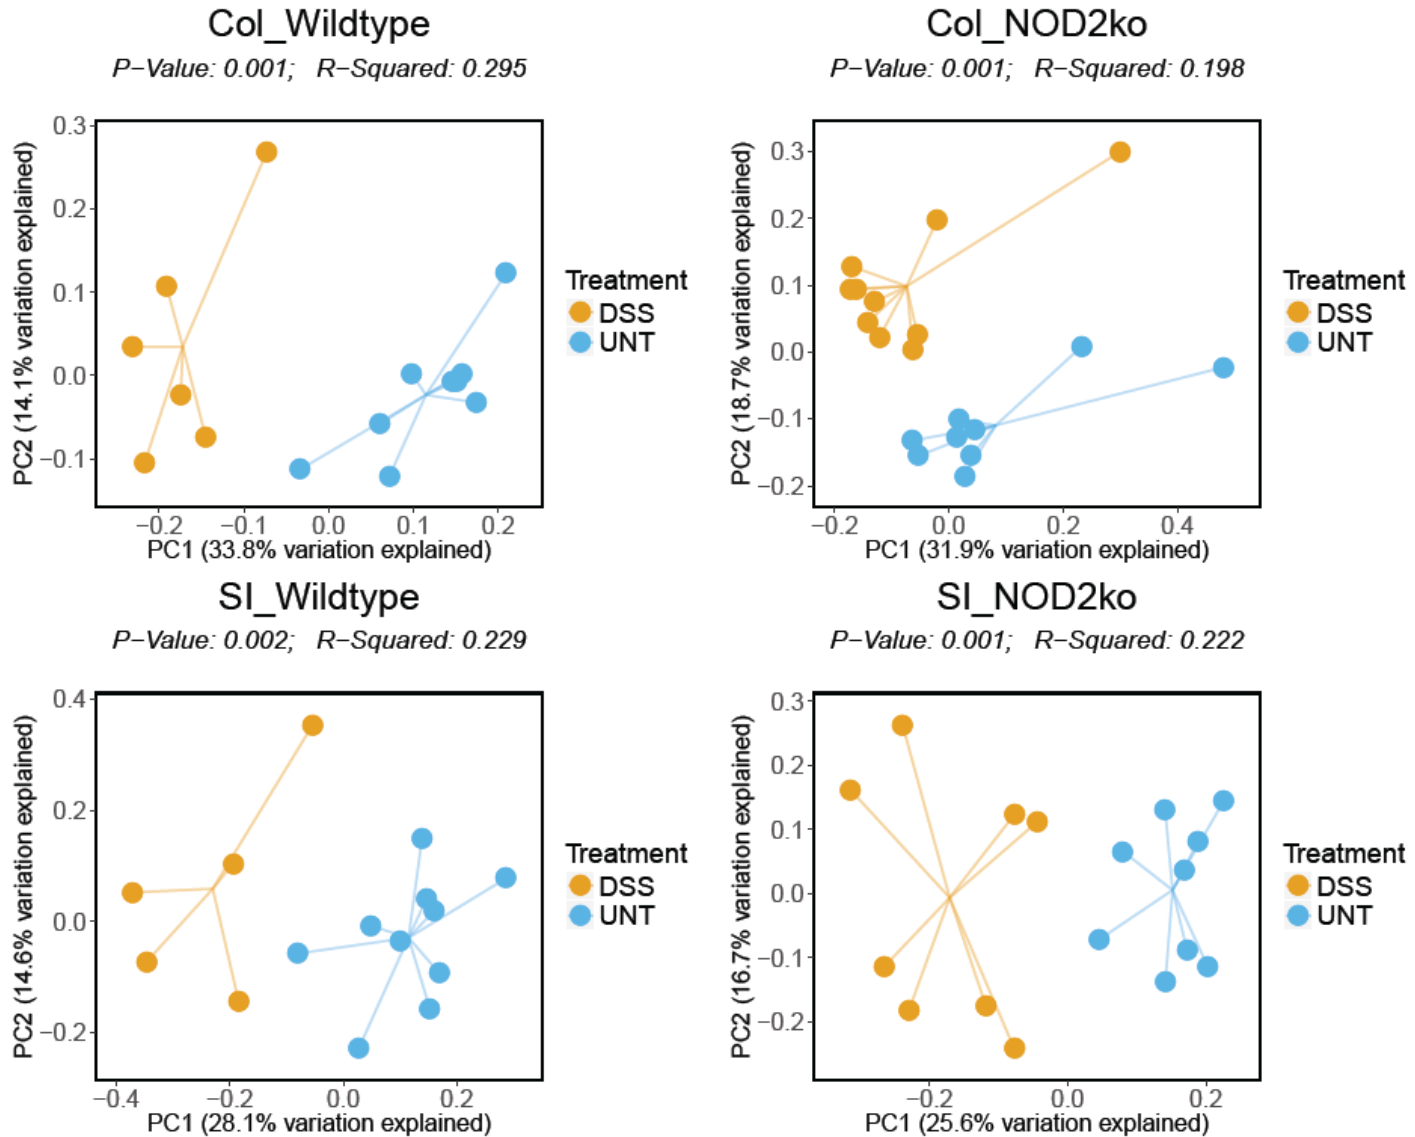 Col_Wildtype
P−Value: 0.001; R−Squared: 0.295
PC2 (14.1% variation explained)
0.3
0.2
0.1
0.0
−0.1
−0.2 −0.1 0.0 0.1 0.2
PC1 (33.8% variation explained)
Treatment
DSS
UNT
Col_NOD2ko
P−Value: 0.001; R−Squared: 0.198
PC2 (18.7% variation explained)
0.3
0.2
0.1
0.0
−0.1
−0.2
−0.2 0.0 0.2 0.4
PC1 (31.9% variation explained)
Treatment
DSS
UNT
SI_Wildtype
P−Value: 0.002; R−Squared: 0.229
PC2 (14.6% variation explained)
0.4
0.2
0.0
−0.2
−0.4 −0.2 0.0 0.2
PC1 (28.1% variation explained)
Treatment
DSS
UNT
SI_NOD2ko
P−Value: 0.001; R−Squared: 0.222
PC2 (16.7% variation explained)
0.3
0.2
0.1
0.0
−0.1
−0.2
−0.2 0.0 0.2
PC1 (25.6% variation explained)
Treatment
DSS
UNT